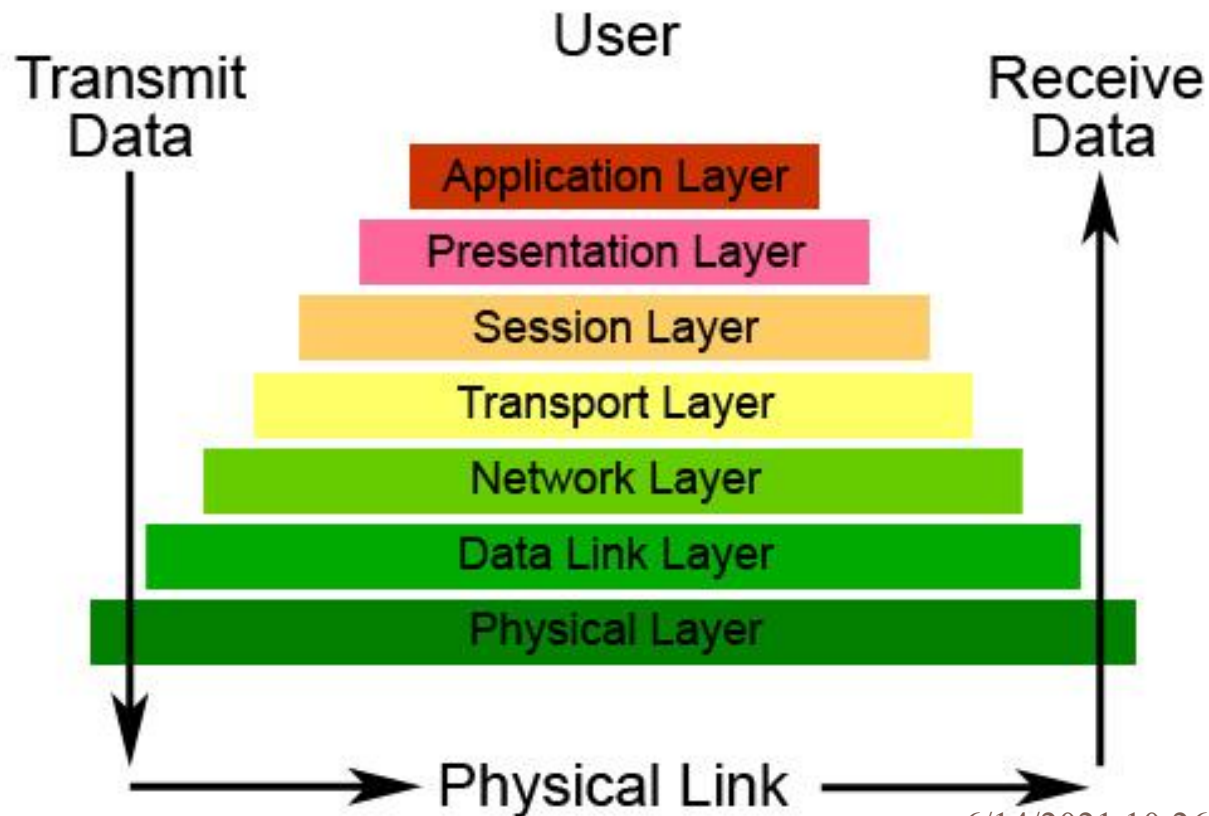 User
Transmit
Data
Receive
Data
Application Layer
Presentation Layer
Session Layer
Transport Layer
Network Layer
Data Link Layer
Physical Layer
Physical Link